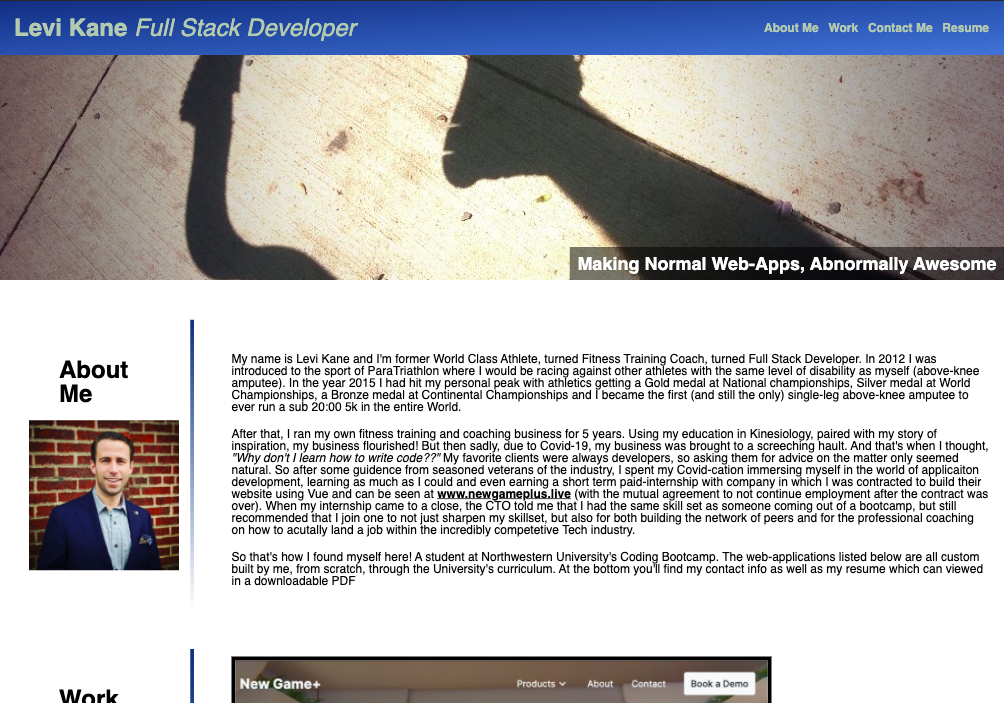 Levi Kane Full Stack Developer
About Me Work Contact Me Resume
Making Normal Web-Apps, Abnormally Awesome
About
Me
My name is Levi Kane and I'm former World Class Athlete, turned Fitness Training Coach, turned Full Stack Developer. In 2012 I was
introduced to the sport of ParaTriathlon where I would be racing against other athletes with the same level of disability as myself (above-knee
amputee). In the year 2015 I had hit my personal peak with athletics getting a Gold medal at National championships, Silver medal at World
Championships, a Bronze medal at Continental Championships and I became the first (and still the only) single-leg above-knee amputee to
ever run a sub 20:00 5k in the entire World.
After that, I ran my own fitness training and coaching business for 5 years. Using my education in Kinesiology, paired with my story of
inspiration, my business flourished! But then sadly, due to Covid-19, my business was brought to a screeching hault. And that's when I thought,
"Why don't I learn how to write code??" My favorite clients were always developers, so asking them for advice on the matter only seemed
natural. So after some guidence from seasoned veterans of the industry, I spent my Covid-cation immersing myself in the world of applicaiton
development, learning as much as I could and even earning a short term paid-internship with company in which I was contracted to build their
website using Vue and can be seen at www.newgameplus.live (with the mutual agreement to not continue employment after the contract was
over). When my internship came to a close, the CTO told me that I had the same skill set as someone coming out of a bootcamp, but still
recommended that I join one to not just sharpen my skillset, but also for both building the network of peers and for the professional coaching
on how to acutally land a job within the incredibly competetive Tech industry.
So that's how I found myself here! A student at Northwestern University's Coding Bootcamp. The web-applications listed below are all custom
built by me, from scratch, through the University's curriculum. At the bottom you'll find my contact info as well as my resume which can viewed
in a downloadable PDF
Work
New Game+
Products About Contact Book a Demo